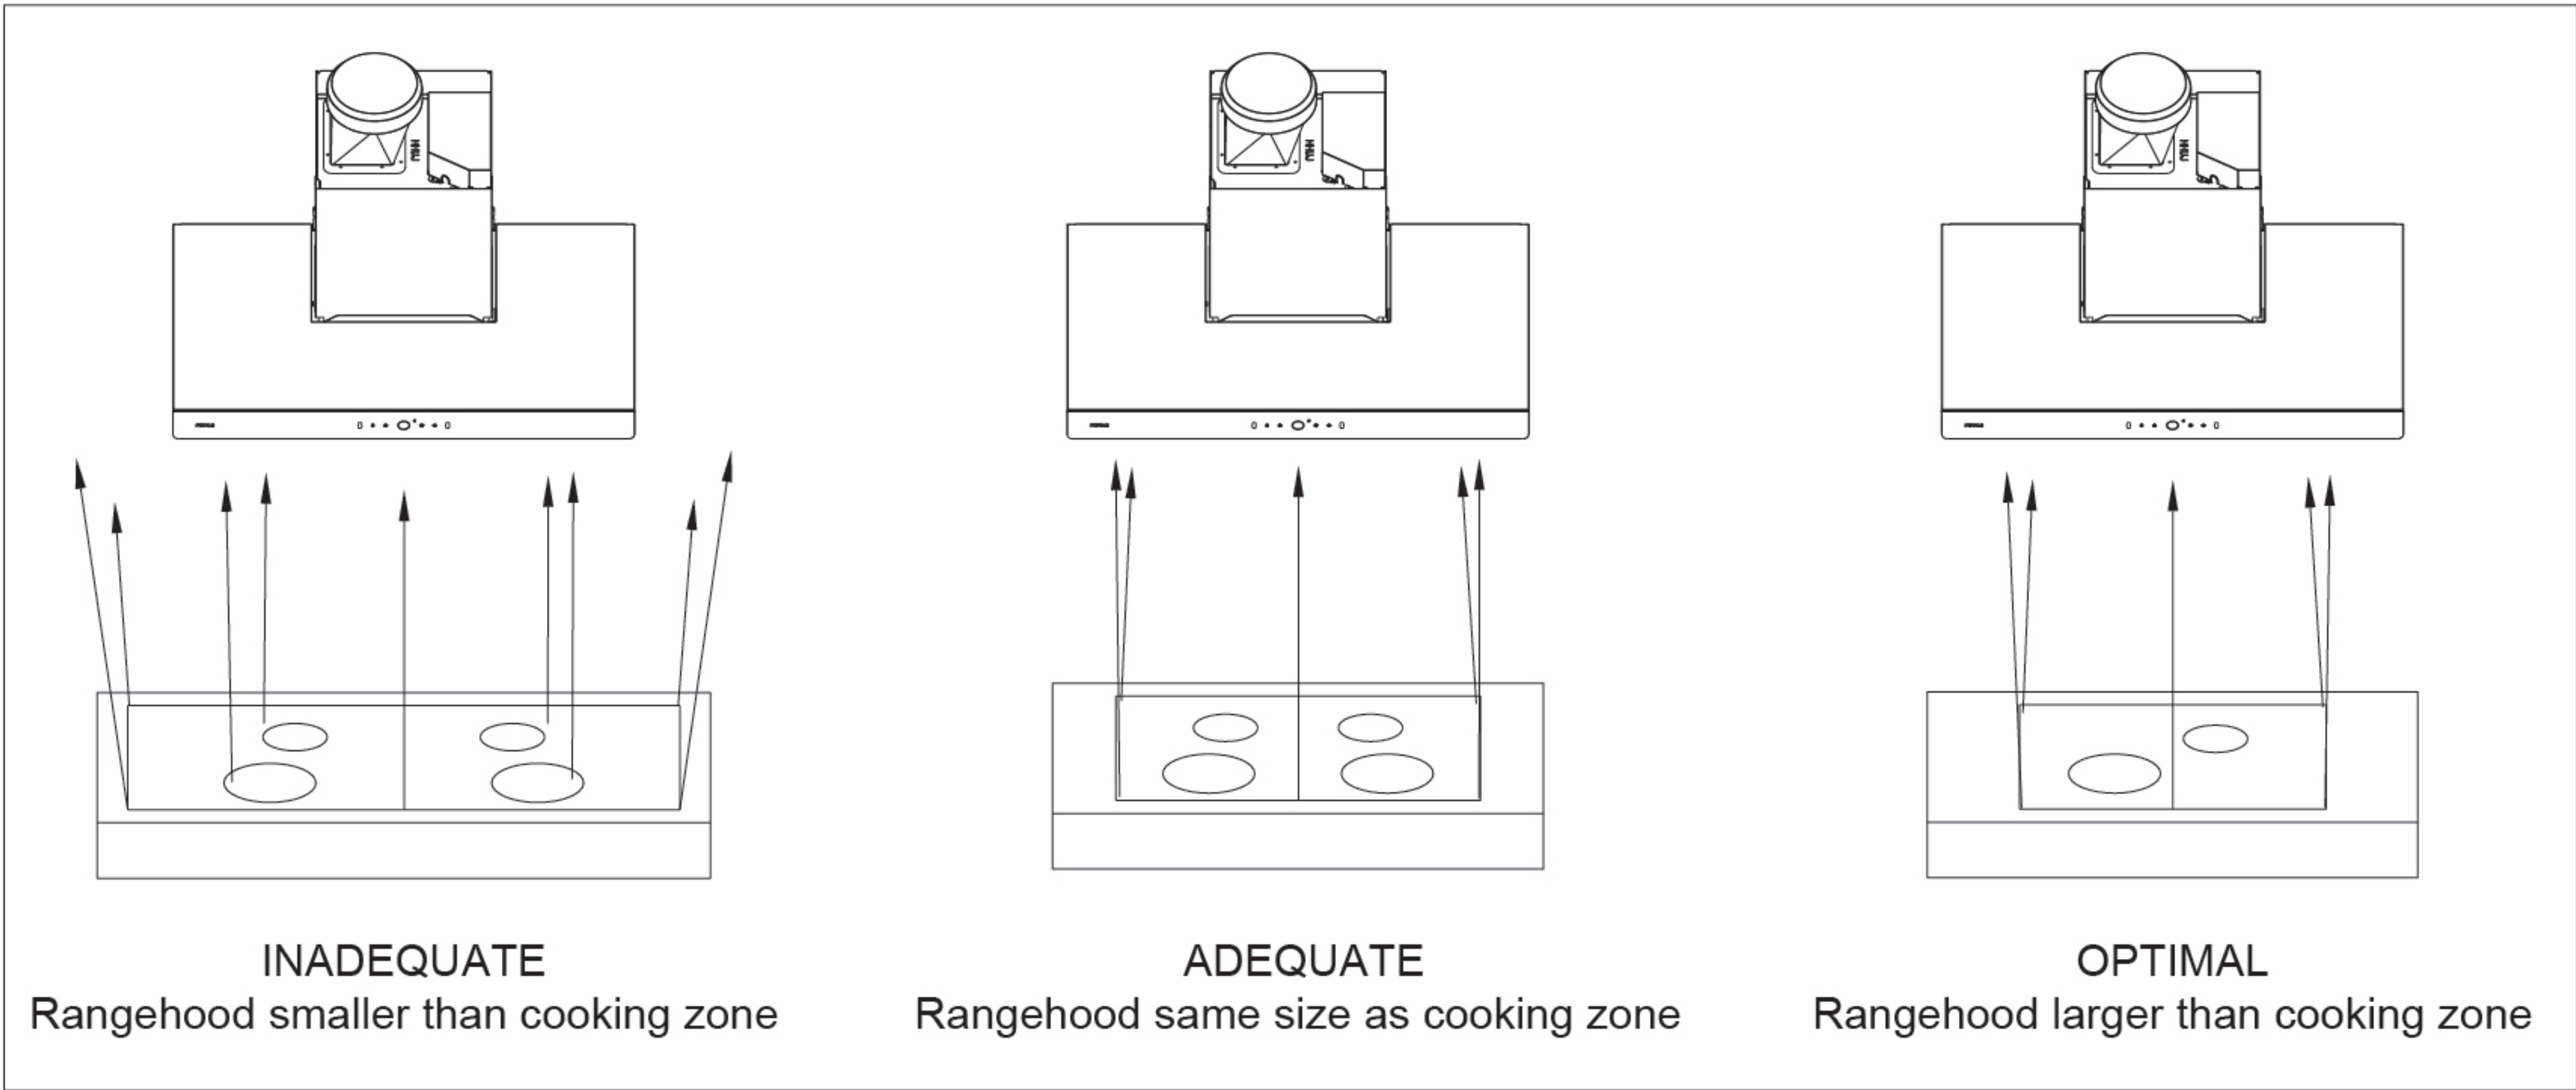 INADEQUATE
Rangehood smaller than cooking zone
ADEQUATE
Rangehood same size as cooking zone
OPTIMAL
Rangehood larger than cooking zone